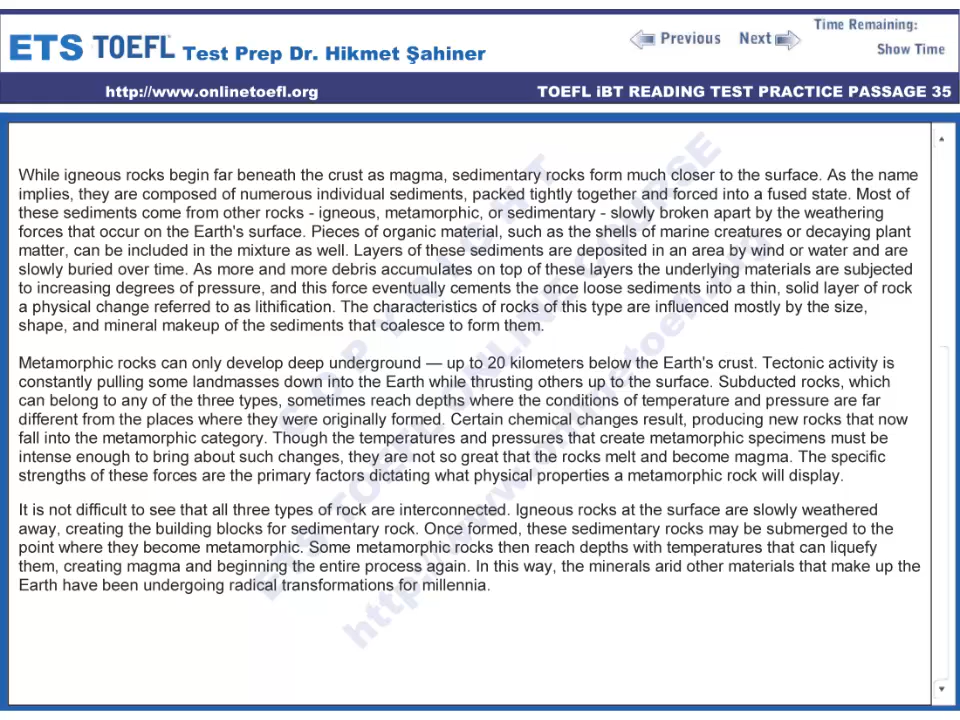 Time Remaining:
ETS TOEFL Test Prep Dr. Hikmet Şahiner
Previous Next
Show Time
http://www.onlinetoefl.org TOEFL iBT READING TEST PRACTICE PASSAGE 35
While igneous rocks begin far beneath the crust as magma, sedimentary rocks form much closer to the surface. As the name
implies, they are composed of numerous individual sediments, packed tightly together and forced into a fused state. Most of
these sediments come from other rocks - igneous, metamorphic, or sedimentary - slowly broken apart by the weathering
forces that occur on the Earth's surface. Pieces of organic material, such as the shells of marine creatures or decaying plant
matter, can be included in the mixture as well. Layers of these sediments are deposited in an area by wind or water and are
slowly buried over time. As more and more debris accumulates on top of these layers the underlying materials are subjected
to increasing degrees of pressure, and this force eventually cements the once loose sediments into a thin, solid layer of rock
a physical change referred to as lithification. The characteristics of rocks of this type are influenced mostly by the size,
shape, and mineral makeup of the sediments that coalesce to form them.
Metamorphic rocks can only develop deep underground — up to 20 kilometers below the Earth's crust. Tectonic activity is
constantly pulling some landmasses down into the Earth while thrusting others up to the surface. Subducted rocks, which
can belong to any of the three types, sometimes reach depths where the conditions of temperature and pressure are far
different from the places where they were originally formed. Certain chemical changes result, producing new rocks that now
fall into the metamorphic category. Though the temperatures and pressures that create metamorphic specimens must be
intense enough to bring about such changes, they are not so great that the rocks melt and become magma. The specific
strengths of these forces are the primary factors dictating what physical properties a metamorphic rock will display.
It is not difficult to see that all three types of rock are interconnected. Igneous rocks at the surface are slowly weathered
away, creating the building blocks for sedimentary rock. Once formed, these sedimentary rocks may be submerged to the
point where they become metamorphic. Some metamorphic rocks then reach depths with temperatures that can liquefy
them, creating magma and beginning the entire process again. In this way, the minerals arid other materials that make up the
Earth have been undergoing radical transformations for millennia.
COPYRIGHT
ETS TOEFL ONLINE COURSE
http://www.onlinetoefl.org